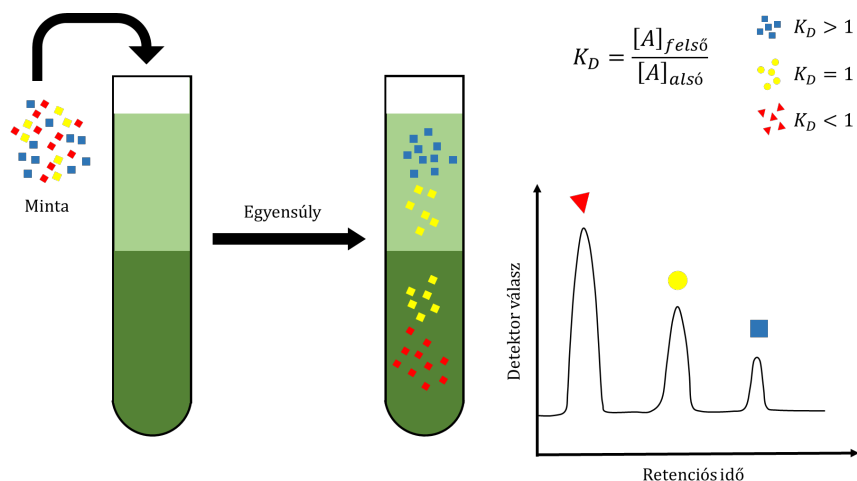 Minta
Egyensúly
K_D = [A]_felső / [A]_alsó
K_D > 1
K_D = 1
K_D < 1
Detektor válasz
Retenciós idő